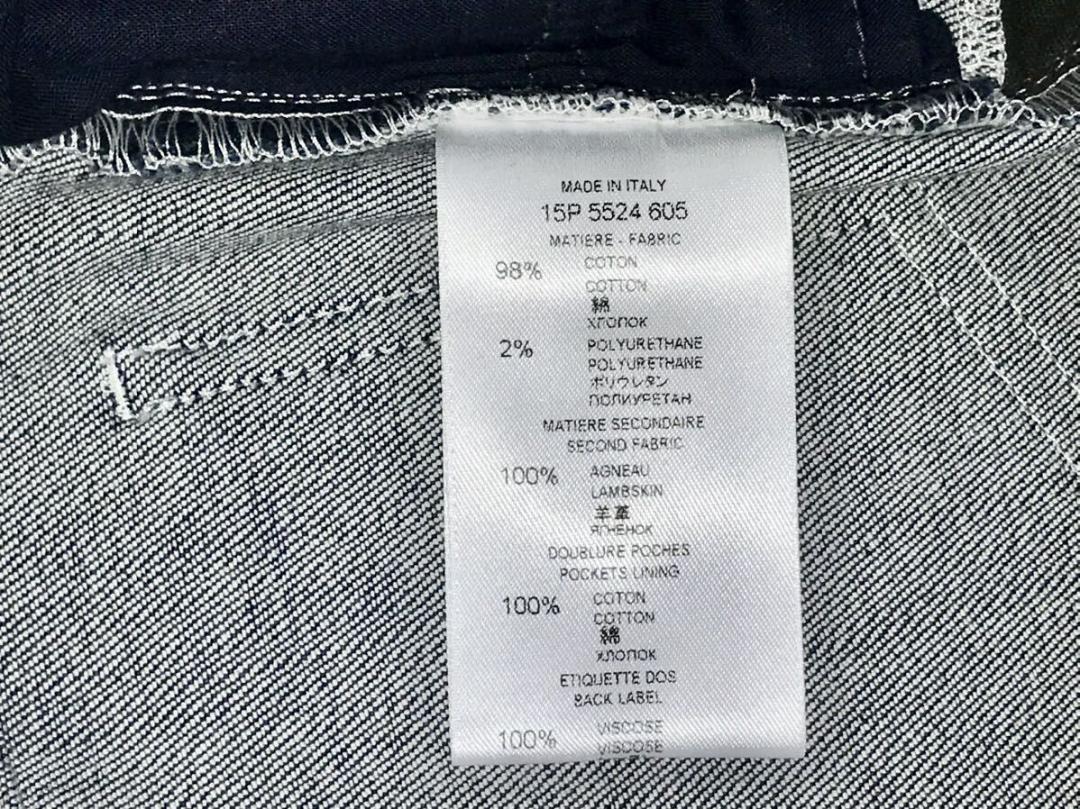 MADE IN ITALY
15P 5524 605
MATIERE - FABRIC
98% COTON
COTTON
綿
ХЛОПОК
2% POLYURETHANE
POLYURETHANE
ポリウレタン
ПОЛИУРЕТАН
MATIERE SECONDAIRE
SECOND FABRIC
100% AGNEAU
LAMBSKIN
羊革
ЯГНЕНОК
DOUBLURE POCHES
POCKETS LINING
100% COTON
COTTON
綿
ХЛОПОК
ETIQUETTE DOS
BACK LABEL
100% VISCOSE
VISCOSE